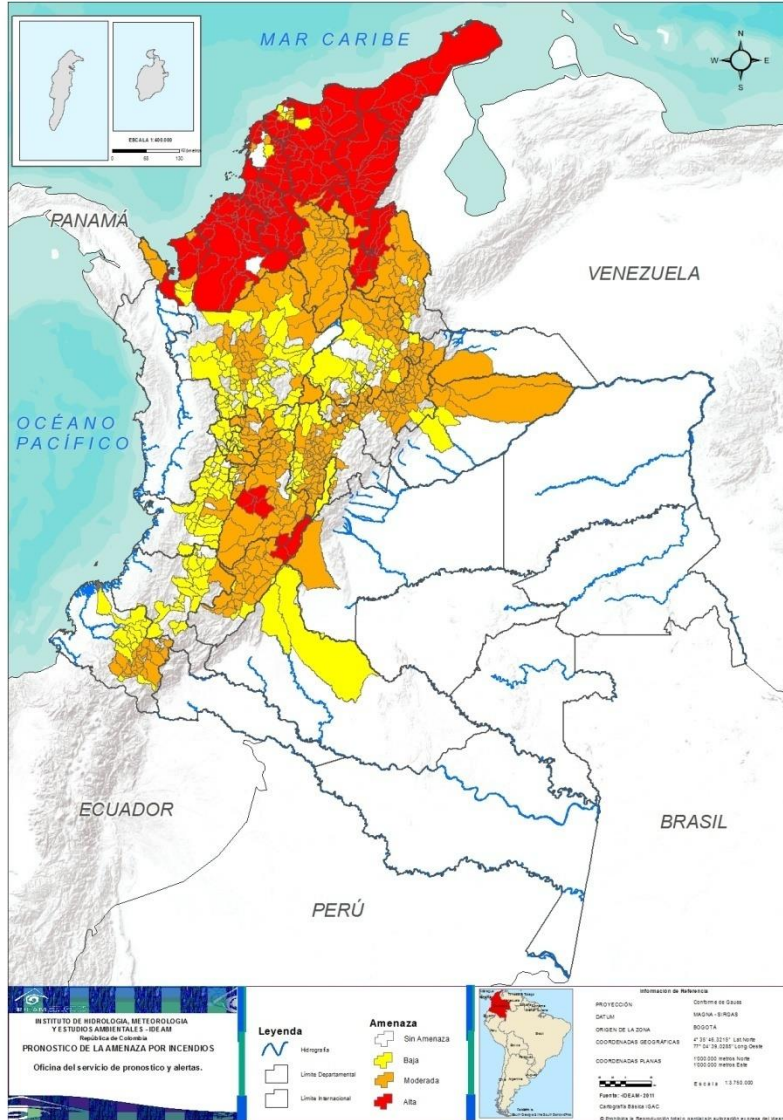 MAR CARIBE
N
W
E
S
ESCALA 1:400.000
PANAMÁ
VENEZUELA
OCÉANO
PACÍFICO
ECUADOR
BRASIL
PERÚ
INSTITUTO DE HIDROLOGIA, METEOROLOGIA
Y ESTUDIOS AMBIENTALES - IDEAM
República de Colombia
PRONOSTICO DE LA AMENAZA POR INCENDIOS
Oficina del servicio de pronostico y alertas.
Leyenda
Hidrografía
Límite Departamental
Límite Internacional
Amenaza
Sin Amenaza
Baja
Moderada
Alta
Información de Referencia
PROYECCIÓN
Conforme de Gauss
DATUM
MAGNA - SIRGAS
ORIGEN DE LA ZONA
BOGOTÁ
COORDENADAS GEOGRÁFICAS
COORDENADAS PLANAS
1'000.000 metros Norte
1'000.000 metros Este
Escala
Fuente: IDEAM - 2011
Cartografía Básica IGAC